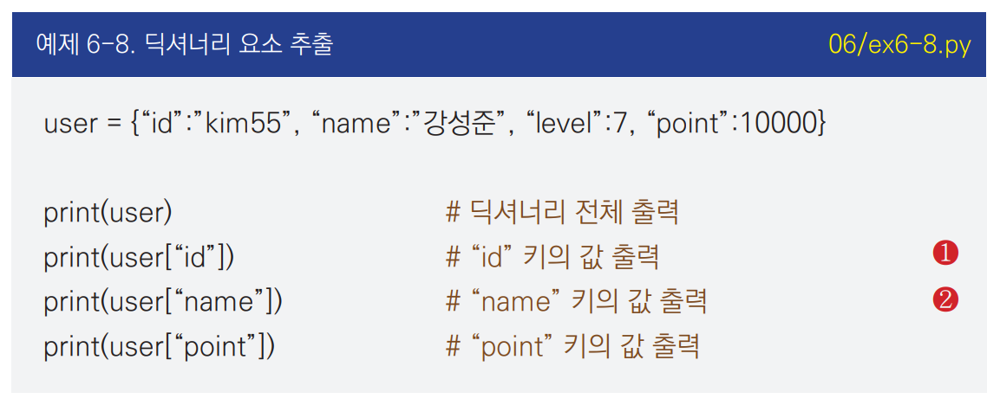 예제 6-8. 딕셔너리 요소 추출 06/ex6-8.py
user = {“id”:”kim55”, “name”:”강성준”, “level”:7, “point”:10000}
print(user) # 딕셔너리 전체 출력
print(user[“id”]) # “id” 키의 값 출력 ❶
print(user[“name”]) # “name” 키의 값 출력 ❷
print(user[“point”]) # “point” 키의 값 출력